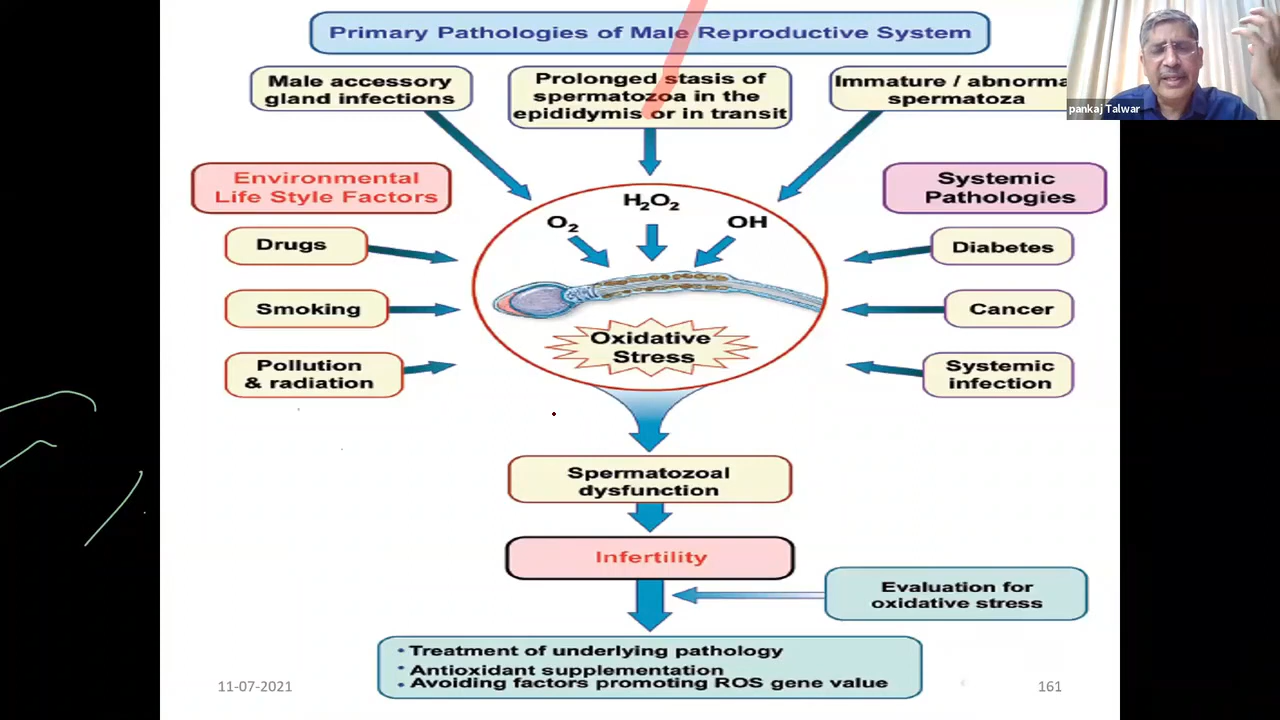 Primary Pathologies of Male Reproductive System
Male accessory
gland infections
Prolonged stasis of
spermatozoa in the
epididymis or in transit
Immature / abnorma
spermatoza
pankaj Talwar
Environmental
Life Style Factors
Drugs
Smoking
Pollution
& radiation
O₂
H₂O₂
OH
Oxidative
Stress
Systemic
Pathologies
Diabetes
Cancer
Systemic
infection
Spermatozoal
dysfunction
Infertility
Evaluation for
oxidative stress
• Treatment of underlying pathology
• Antioxidant supplementation
• Avoiding factors promoting ROS gene value
11-07-2021
161